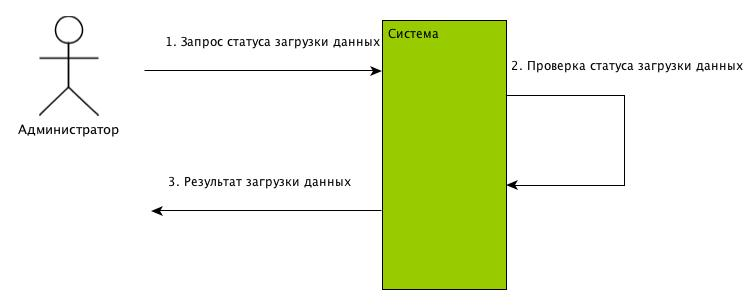 1. Запрос статуса загрузки данных
Система
2. Проверка статуса загрузки данных
Администратор
3. Результат загрузки данных